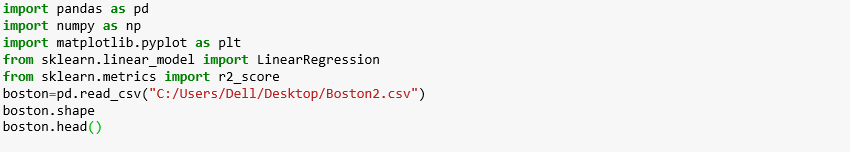 import pandas as pd
import numpy as np
import matplotlib.pyplot as plt
from sklearn.linear_model import LinearRegression
from sklearn.metrics import r2_score
boston=pd.read_csv("C:/Users/Dell/Desktop/Boston2.csv")
boston.shape
boston.head()